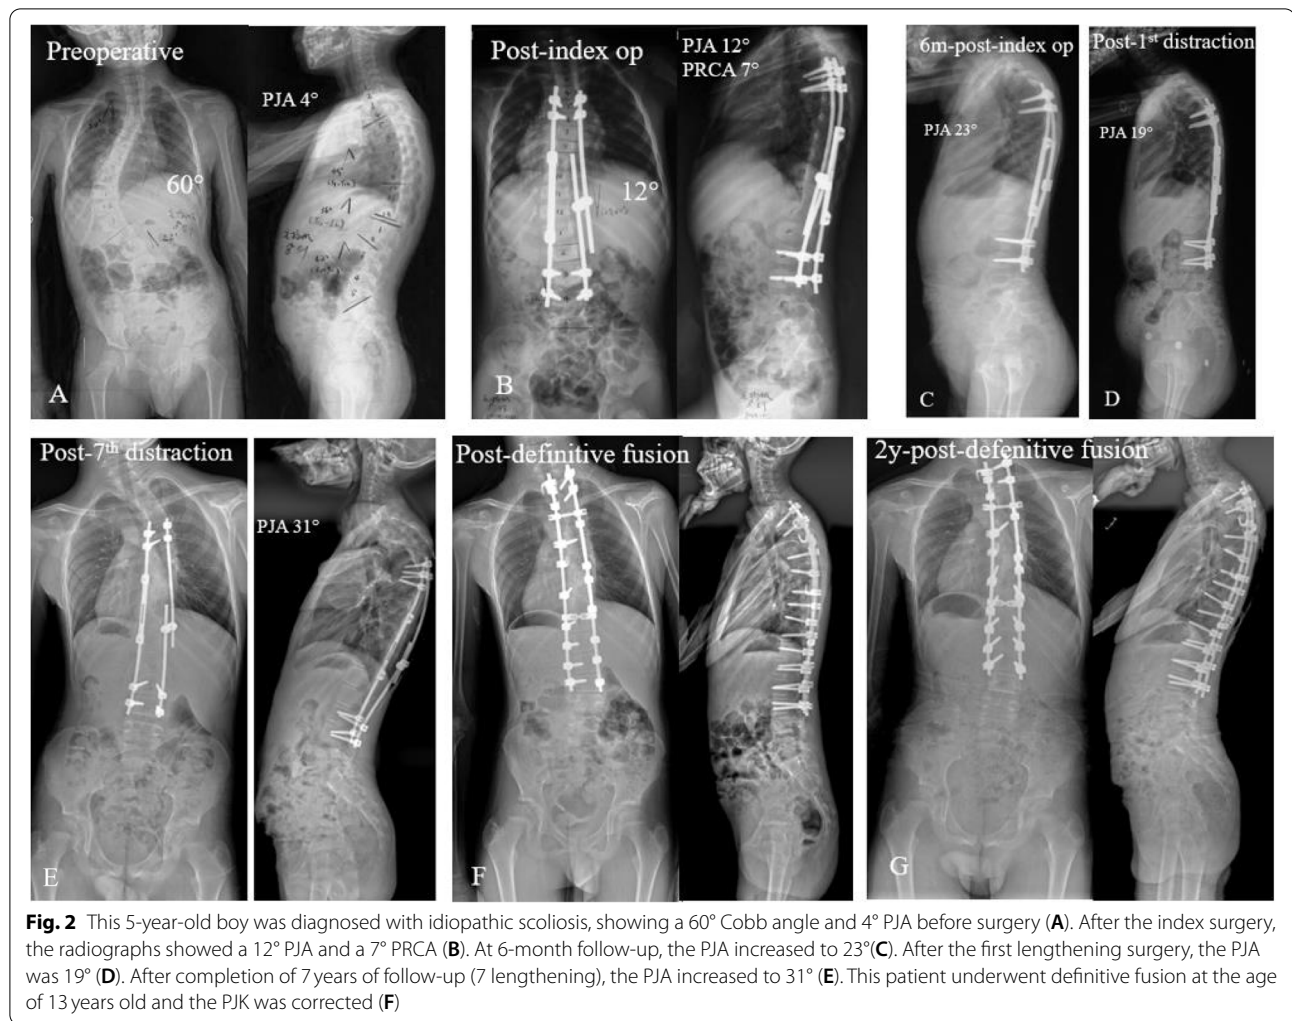 Preoperative
PJA 4°
60°
A
Post-index op
PJA 12°
PRCA 7°
12°
B
6m-post-index op
PJA 23°
C
Post-1st distraction
PJA 19°
D
Post-7th distraction
PJA 31°
E
Post-definitive fusion
F
2y-post-defenitive fusion
G
Fig. 2 This 5-year-old boy was diagnosed with idiopathic scoliosis, showing a 60° Cobb angle and 4° PJA before surgery (A). After the index surgery,
the radiographs showed a 12° PJA and a 7° PRCA (B). At 6-month follow-up, the PJA increased to 23°(C). After the first lengthening surgery, the PJA
was 19° (D). After completion of 7 years of follow-up (7 lengthening), the PJA increased to 31° (E). This patient underwent definitive fusion at the age
of 13 years old and the PJK was corrected (F)